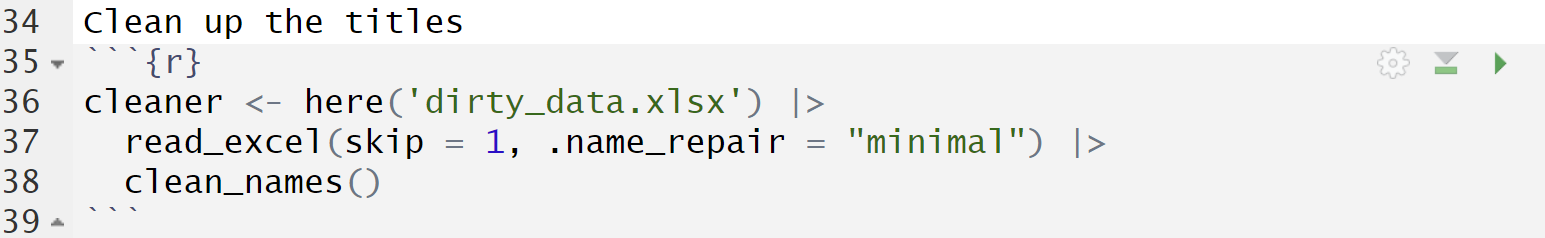 34 Clean up the titles
35 ```{r}
36 cleaner <- here('dirty_data.xlsx') |>
37   read_excel(skip = 1, .name_repair = "minimal") |>
38   clean_names()
39 ```